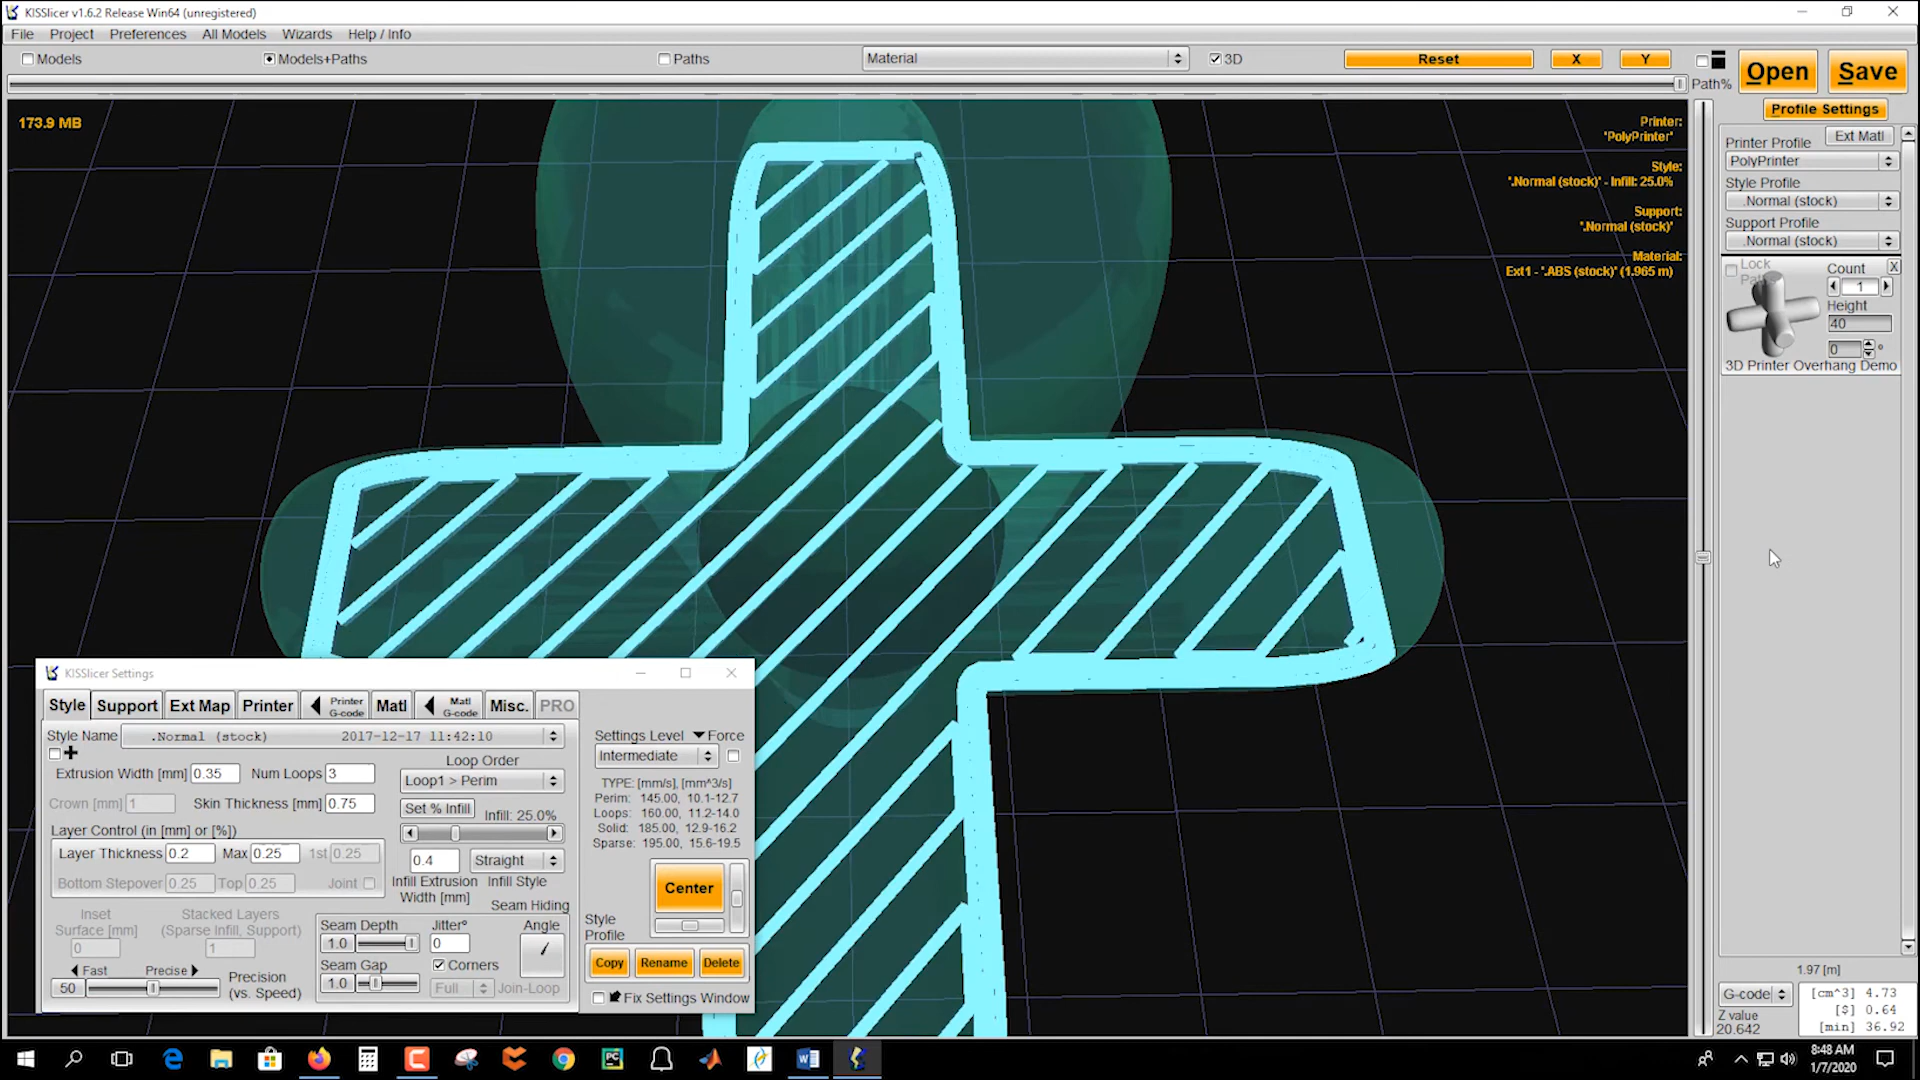 KISSlicer v1.6.2 Release Win64 (unregistered)
File Project Preferences All Models Wizards Help / Info
Models Models+Paths Paths Material 3D Reset X Y Path% Open Save
Profile Settings
173.9 MB
Printer:
'PolyPrinter'
Style:
'.Normal (stock)' - Infill: 25.0%
Support:
'.Normal (stock)'
Material:
Ext1 - '.ABS (stock)' (1.965 m)
Printer Profile Ext Matl
PolyPrinter
Style Profile
.Normal (stock)
Support Profile
.Normal (stock)
Lock Count X
1
Height
40
0 °
3D Printer Overhang Demo
KISSlicer Settings
Style Support Ext Map Printer Printer G-code Matl Matl G-code Misc. PRO
Style Name .Normal (stock) 2017-12-17 11:42:10
Extrusion Width [mm] 0.35 Num Loops 3
Crown [mm] 1 Skin Thickness [mm] 0.75
Layer Control (in [mm] or [%])
Layer Thickness 0.2 Max 0.25 1st 0.25
Bottom Stepover 0.25 Top 0.25 Joint
Inset Surface [mm] 0
Stacked Layers (Sparse Infill, Support) 1
Fast Precise
50 Precision (vs. Speed)
Loop Order
Loop1 > Perim
Set % Infill Infill: 25.0%
0.4 Straight
Infill Extrusion Width [mm] Infill Style
Seam Hiding
Seam Depth Jitter° Angle
1.0 0
Seam Gap Corners
1.0 Full Join-Loop
Settings Level Force
Intermediate
TYPE: [mm/s], [mm^3/s]
Perim: 145.00, 10.1-12.7
Loops: 160.00, 11.2-14.0
Solid: 185.00, 12.9-16.2
Sparse: 195.00, 15.6-19.5
Center
Style Profile
Copy Rename Delete
Fix Settings Window
1.97 [m]
G-code
Z value
20.642
[cm^3] 4.73
[$] 0.64
[min] 36.92
8:48 AM
1/7/2020